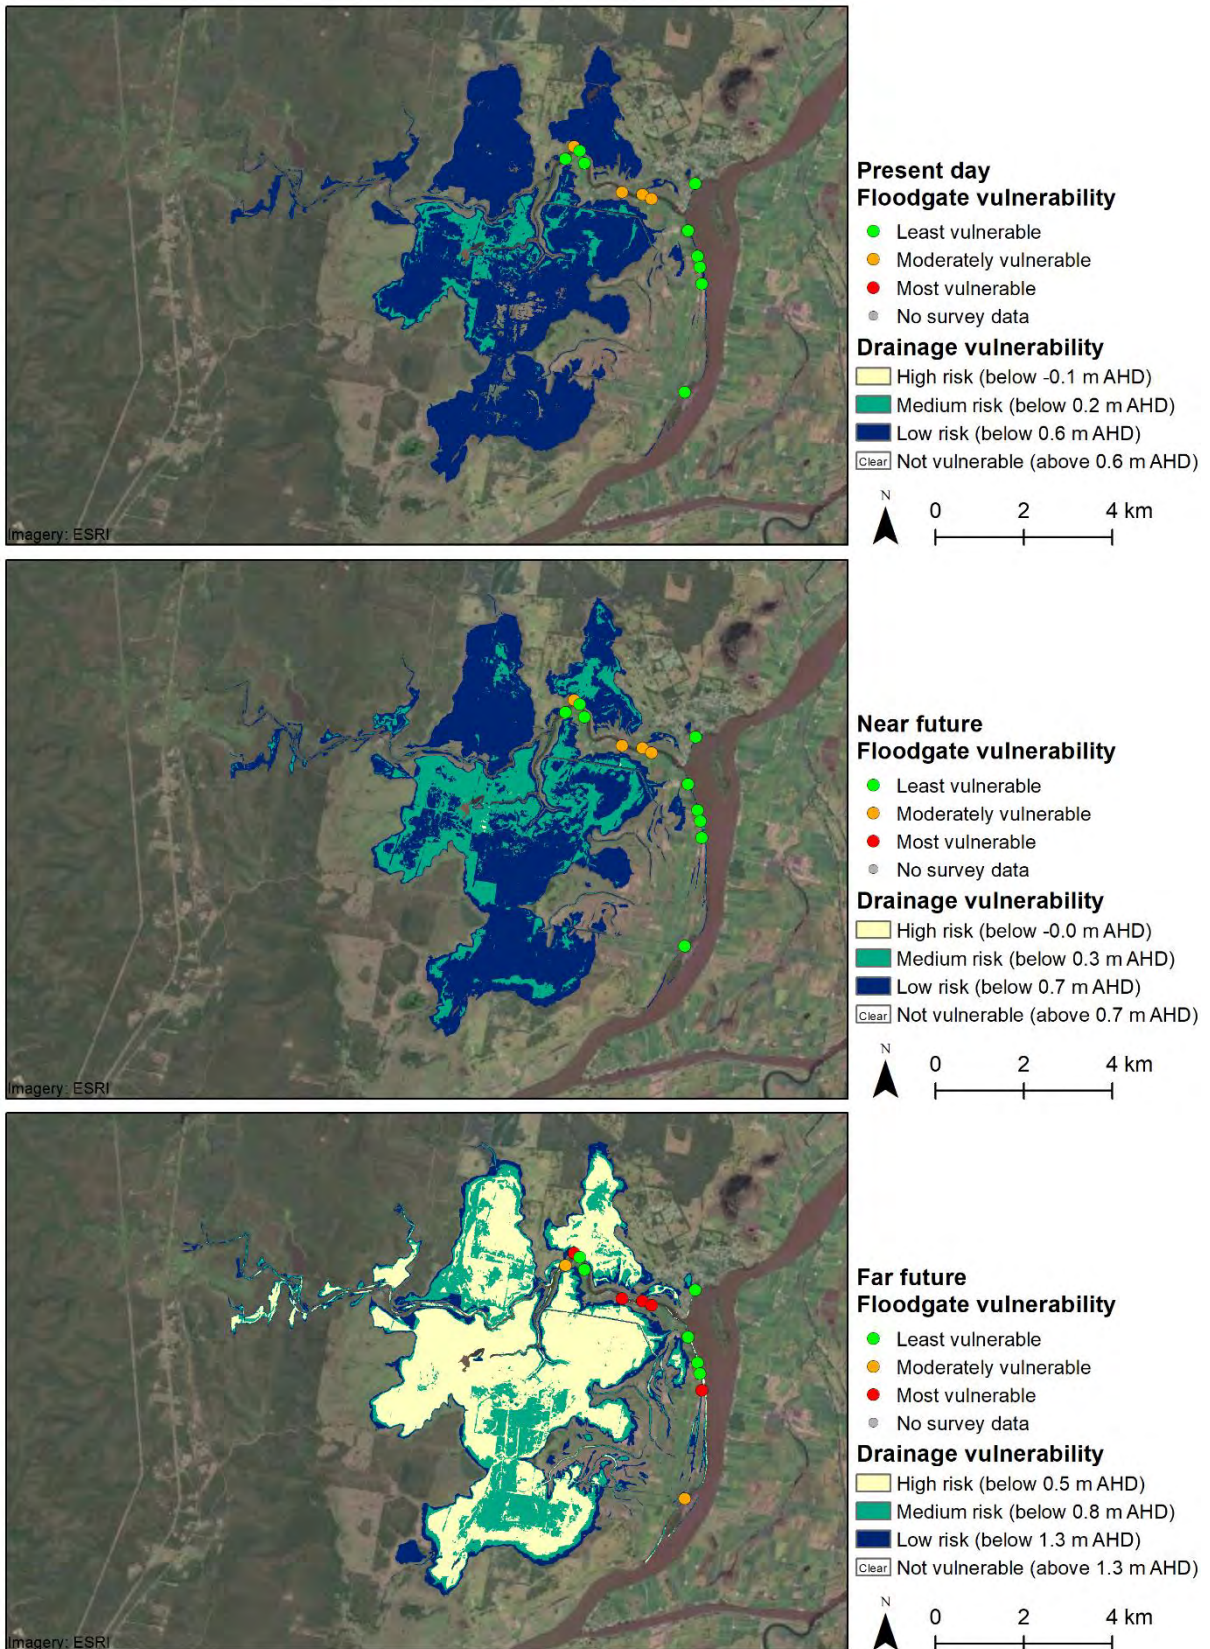 Present day
Floodgate vulnerability
Least vulnerable
Moderately vulnerable
Most vulnerable
No survey data
Drainage vulnerability
High risk (below -0.1 m AHD)
Medium risk (below 0.2 m AHD)
Low risk (below 0.6 m AHD)
Clear Not vulnerable (above 0.6 m AHD)
N
0 2 4 km
Imagery: ESRI
Near future
Floodgate vulnerability
Least vulnerable
Moderately vulnerable
Most vulnerable
No survey data
Drainage vulnerability
High risk (below -0.0 m AHD)
Medium risk (below 0.3 m AHD)
Low risk (below 0.7 m AHD)
Clear Not vulnerable (above 0.7 m AHD)
N
0 2 4 km
Imagery: ESRI
Far future
Floodgate vulnerability
Least vulnerable
Moderately vulnerable
Most vulnerable
No survey data
Drainage vulnerability
High risk (below 0.5 m AHD)
Medium risk (below 0.8 m AHD)
Low risk (below 1.3 m AHD)
Clear Not vulnerable (above 1.3 m AHD)
N
0 2 4 km
Imagery: ESRI